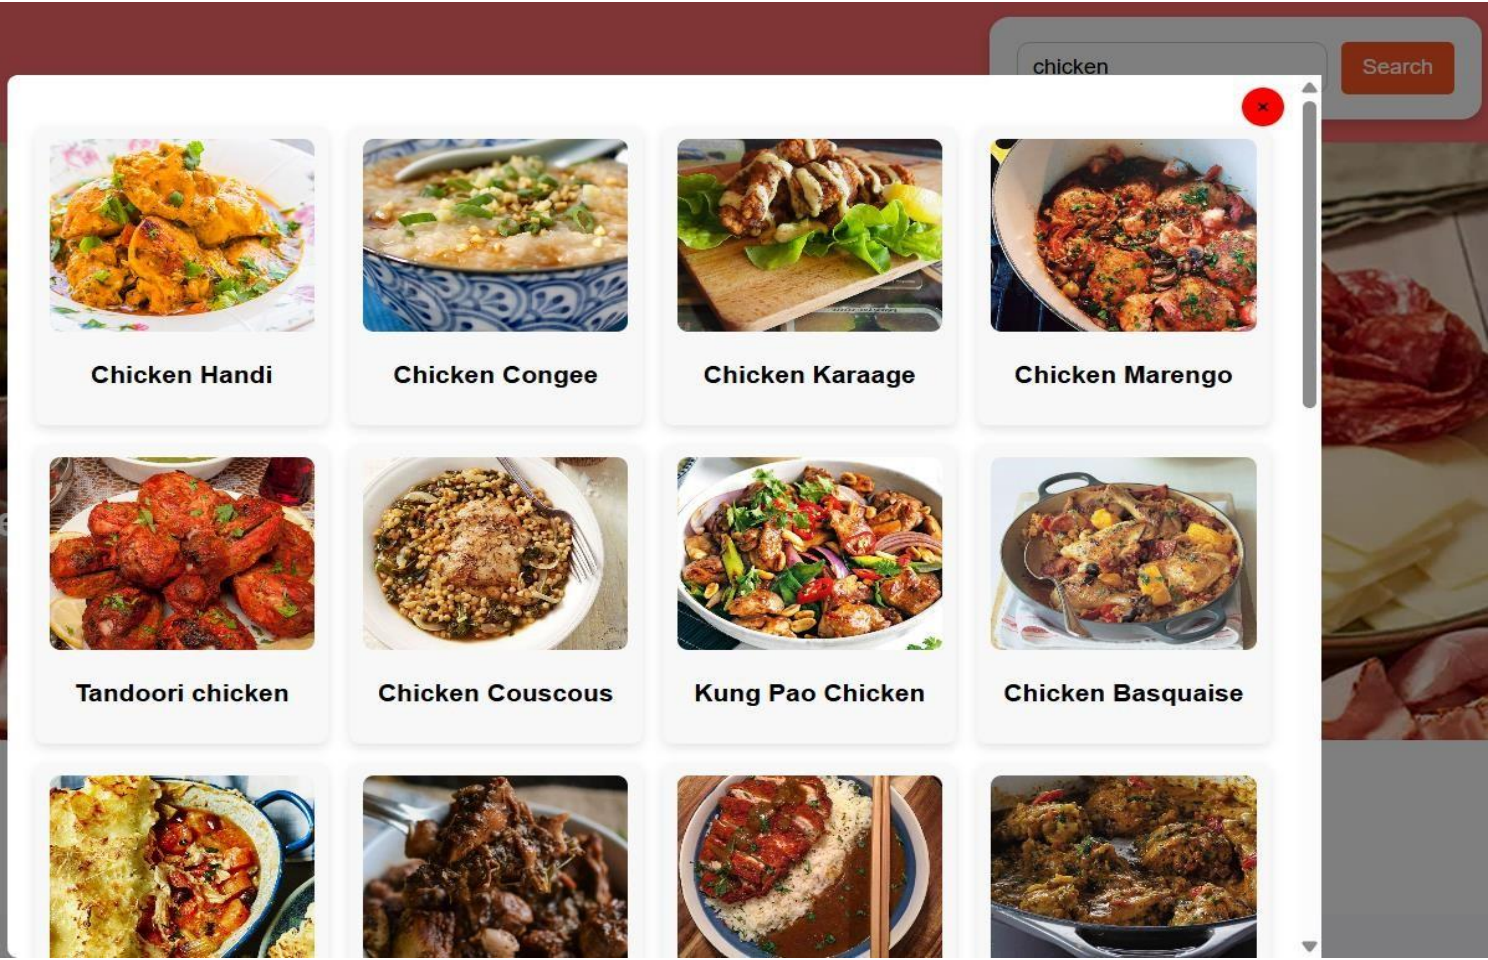 chicken
Search
×
Chicken Handi
Chicken Congee
Chicken Karaage
Chicken Marengo
Tandoori chicken
Chicken Couscous
Kung Pao Chicken
Chicken Basquaise